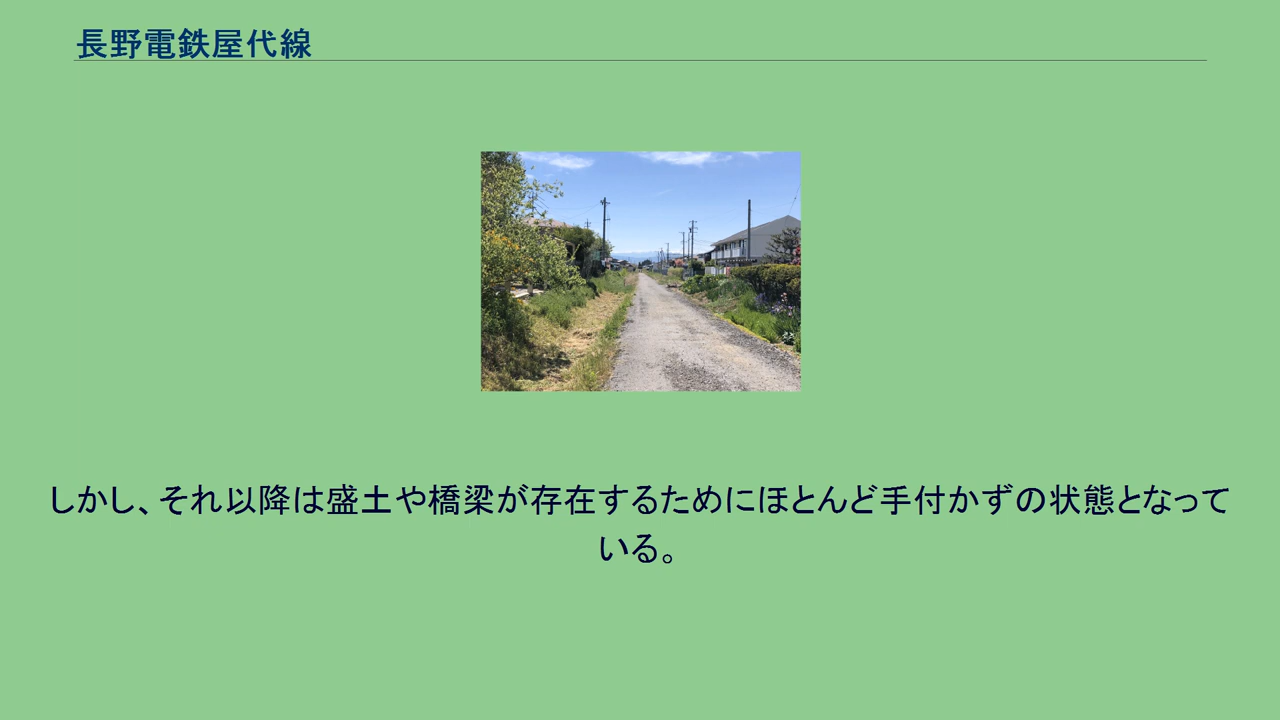 長野電鉄屋代線
しかし、それ以降は盛土や橋梁が存在するためにほとんど手付かずの状態となって
いる。